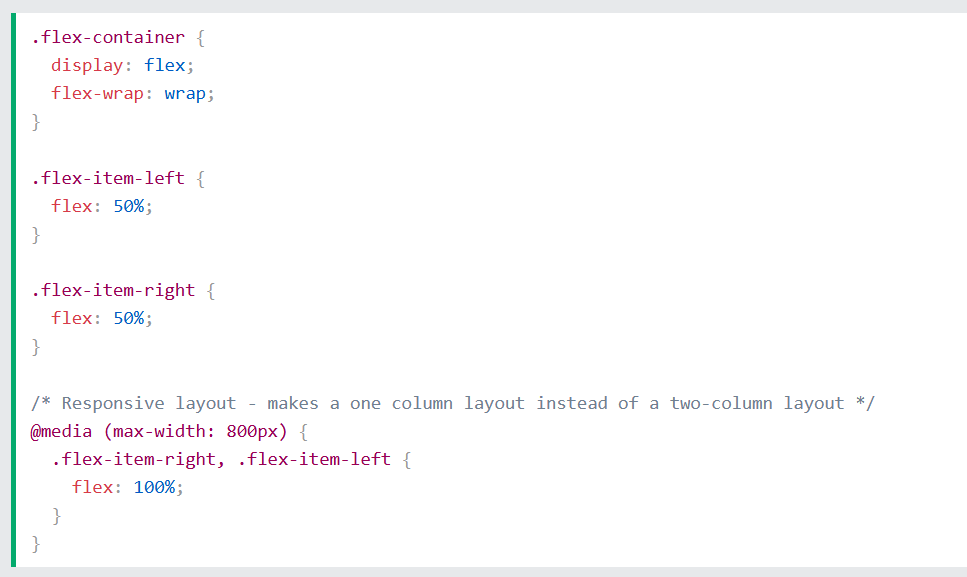 .flex-container {
  display: flex;
  flex-wrap: wrap;
}

.flex-item-left {
  flex: 50%;
}

.flex-item-right {
  flex: 50%;
}

/* Responsive layout - makes a one column layout instead of a two-column layout */
@media (max-width: 800px) {
  .flex-item-right, .flex-item-left {
    flex: 100%;
  }
}